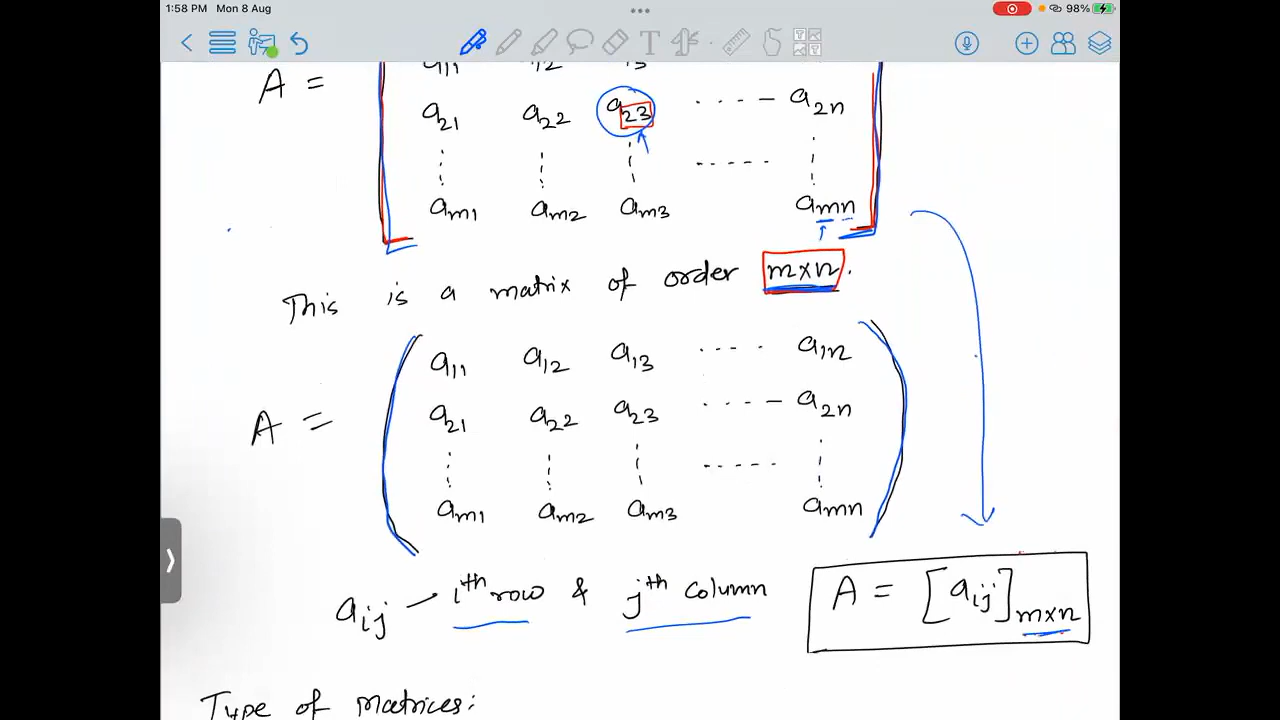 1:58 PM Mon 8 Aug 98%
a11 12 13
A =
a21 a22 a23 ....- a2n
.....
am1 am2 am3 amn
This is a matrix of order m×n.
a11 a12 a13 .... a1n
A = a21 a22 a23 ....- a2n
.....
am1 am2 am3 amn
aij - ith row & jth column A = [aij]m×n
Type of matrices: